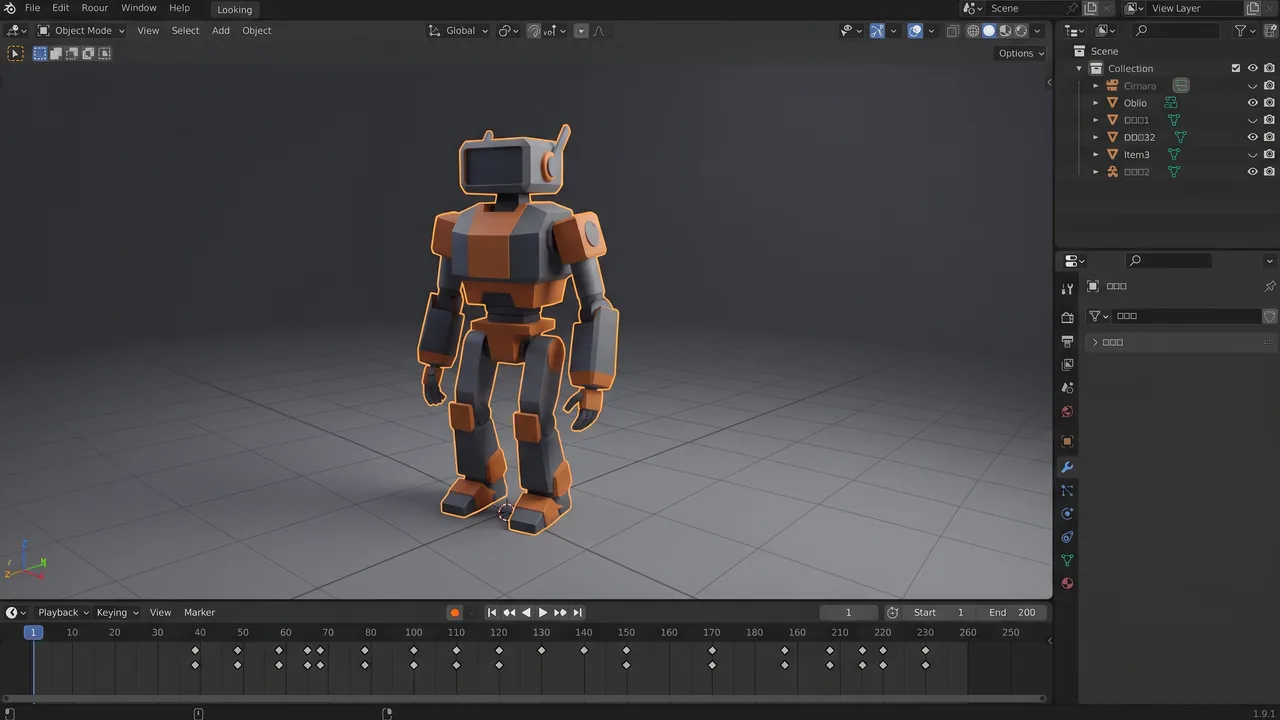 File Edit Roour Window Help Looking
Scene
View Layer
Object Mode View Select Add Object
Global
Options
Scene
Collection
Cimara
Oblio
□□□1
D□□32
Item3
□□□2
□□□
□□□
□□□
Playback Keying View Marker
1
Start 1
End 200
1 10 20 30 40 50 60 70 80 90 100 110 120 130 140 150 160 170 180 160 210 220 230 260 250
Z
1.9.1